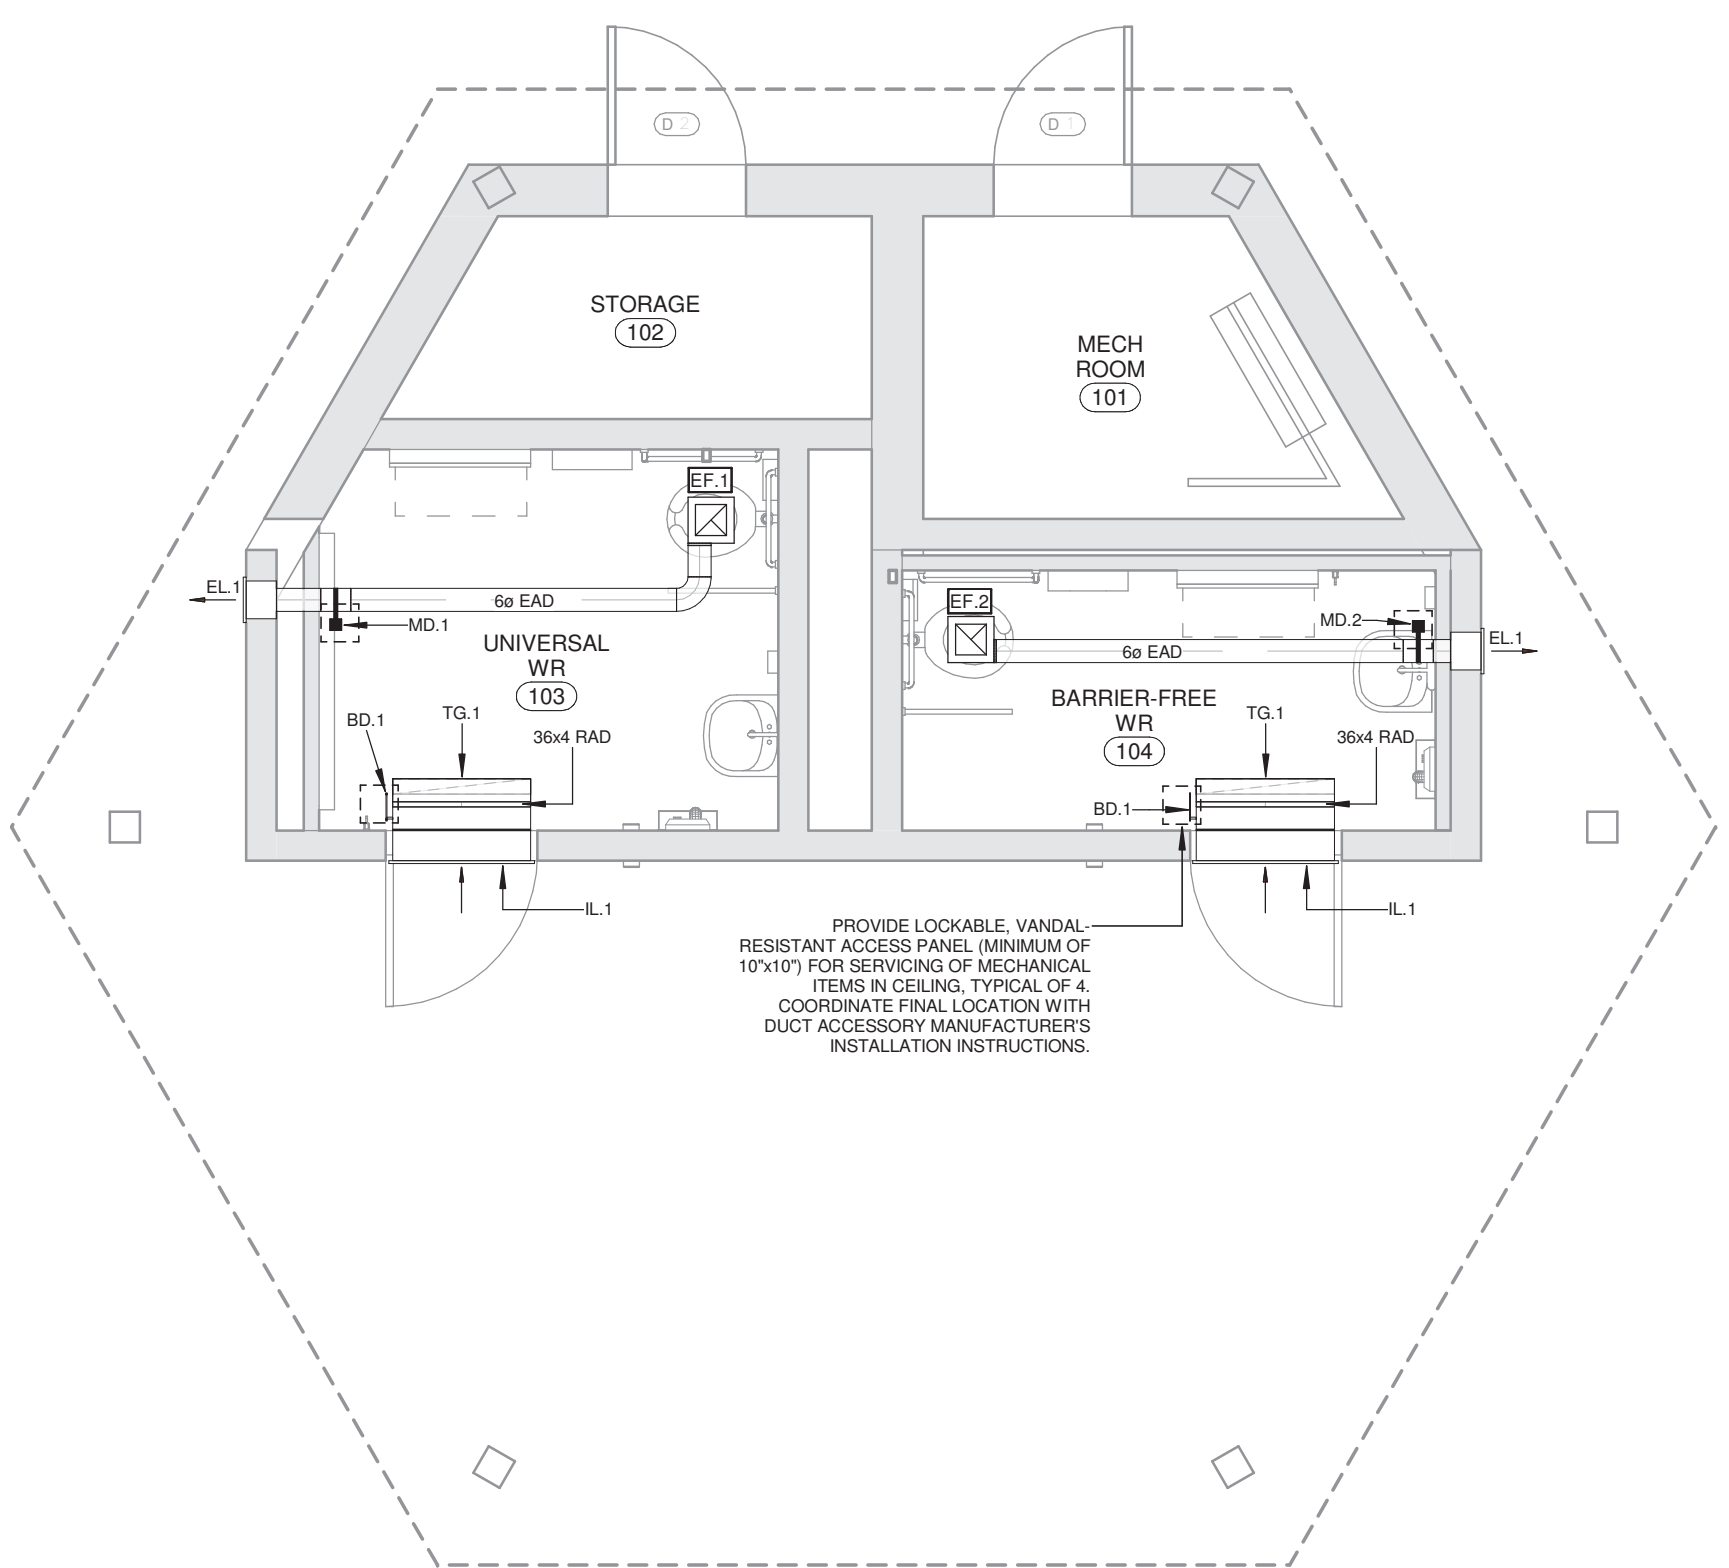 D 2
D 1
STORAGE
102
MECH
ROOM
101
EF.1
EL.1
6ø EAD
MD.1
UNIVERSAL
WR
103
BD.1
TG.1
36x4 RAD
IL.1
EF.2
MD.2
EL.1
6ø EAD
BARRIER-FREE
WR
104
TG.1
36x4 RAD
BD.1
IL.1
PROVIDE LOCKABLE, VANDAL-
RESISTANT ACCESS PANEL (MINIMUM OF
10"x10") FOR SERVICING OF MECHANICAL
ITEMS IN CEILING, TYPICAL OF 4.
COORDINATE FINAL LOCATION WITH
DUCT ACCESSORY MANUFACTURER'S
INSTALLATION INSTRUCTIONS.